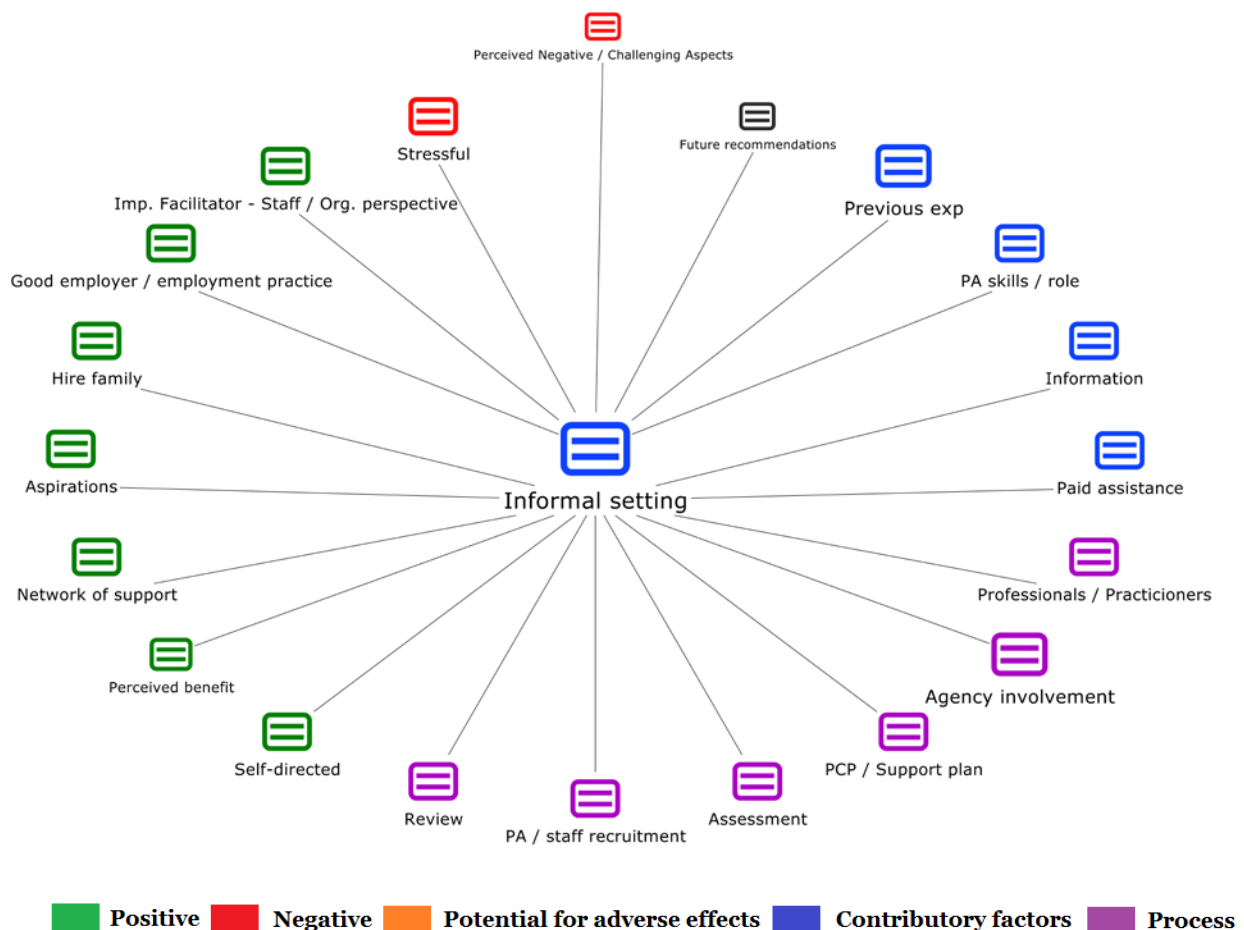 Perceived Negative / Challenging Aspects
Stressful
Future recommendations
Imp. Facilitator - Staff / Org. perspective
Previous exp
Good employer / employment practice
PA skills / role
Hire family
Information
Aspirations
Paid assistance
Informal setting
Network of support
Professionals / Practicioners
Perceived benefit
Agency involvement
Self-directed
PCP / Support plan
Review
PA / staff recruitment
Assessment
Positive Negative Potential for adverse effects Contributory factors Process